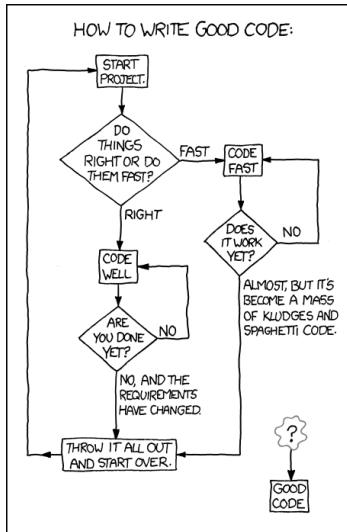 HOW TO WRITE GOOD CODE:
START
PROJECT.
DO
THINGS
RIGHT OR DO
THEM FAST?
FAST
CODE
FAST
RIGHT
DOES
IT WORK
YET?
NO
CODE
WELL
ALMOST, BUT IT'S
BECOME A MASS
OF KLUDGES AND
SPAGHETTI CODE.
ARE
YOU DONE
YET?
NO
NO, AND THE
REQUIREMENTS
HAVE CHANGED.
THROW IT ALL OUT
AND START OVER.
?
GOOD
CODE